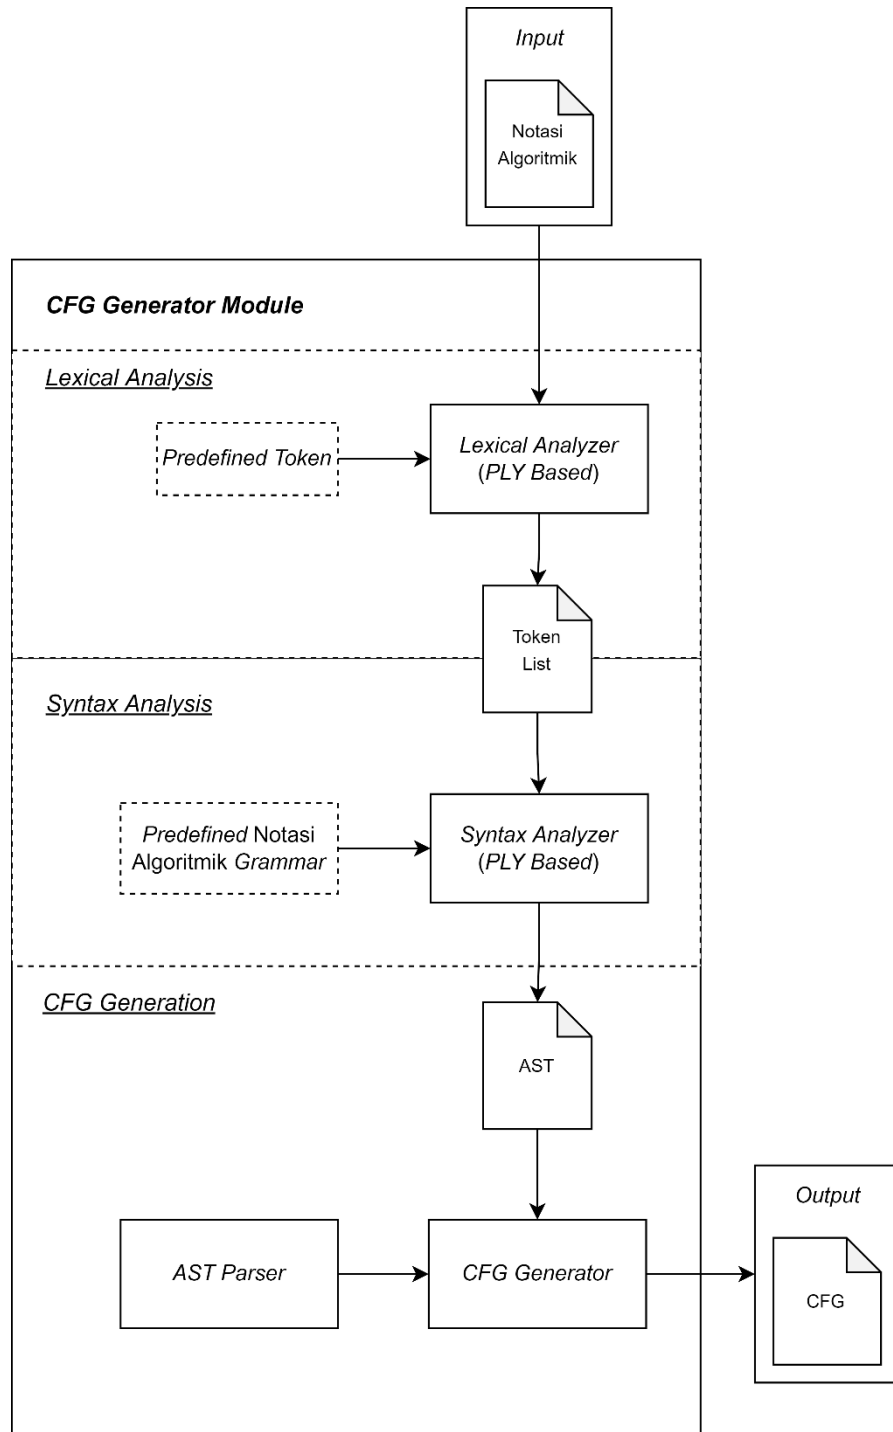 Input
Notasi
Algoritmik
CFG Generator Module
Lexical Analysis
Predefined Token
Lexical Analyzer
(PLY Based)
Token
List
Syntax Analysis
Predefined Notasi
Algoritmik Grammar
Syntax Analyzer
(PLY Based)
CFG Generation
AST
AST Parser
CFG Generator
Output
CFG